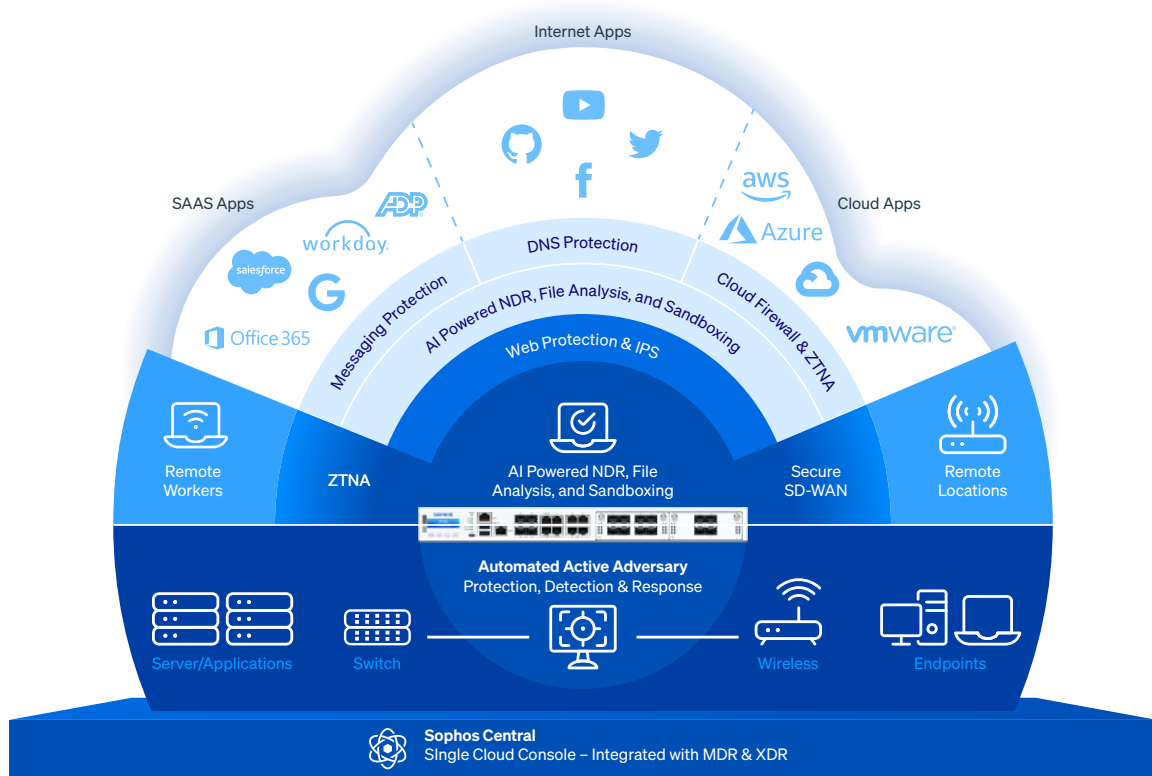 Internet Apps
SAAS Apps
Cloud Apps
ADP
workday.
salesforce
G
Office 365
f
aws
Azure
vmware®
DNS Protection
Messaging Protection
Cloud Firewall & ZTNA
AI Powered NDR, File Analysis, and Sandboxing
Web Protection & IPS
Remote
Workers
ZTNA
AI Powered NDR, File
Analysis, and Sandboxing
Secure
SD-WAN
Remote
Locations
SOPHOS
Automated Active Adversary
Protection, Detection & Response
Server/Applications
Switch
Wireless
Endpoints
Sophos Central
SIngle Cloud Console – Integrated with MDR & XDR